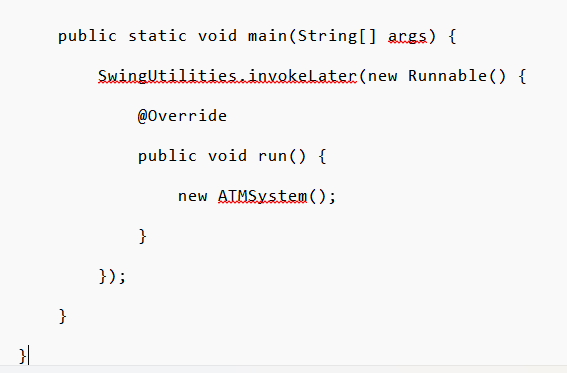 public static void main(String[] args) {
SwingUtilities.invokeLater(new Runnable() {
@Override
public void run() {
new ATMSystem();
}
});
}
}